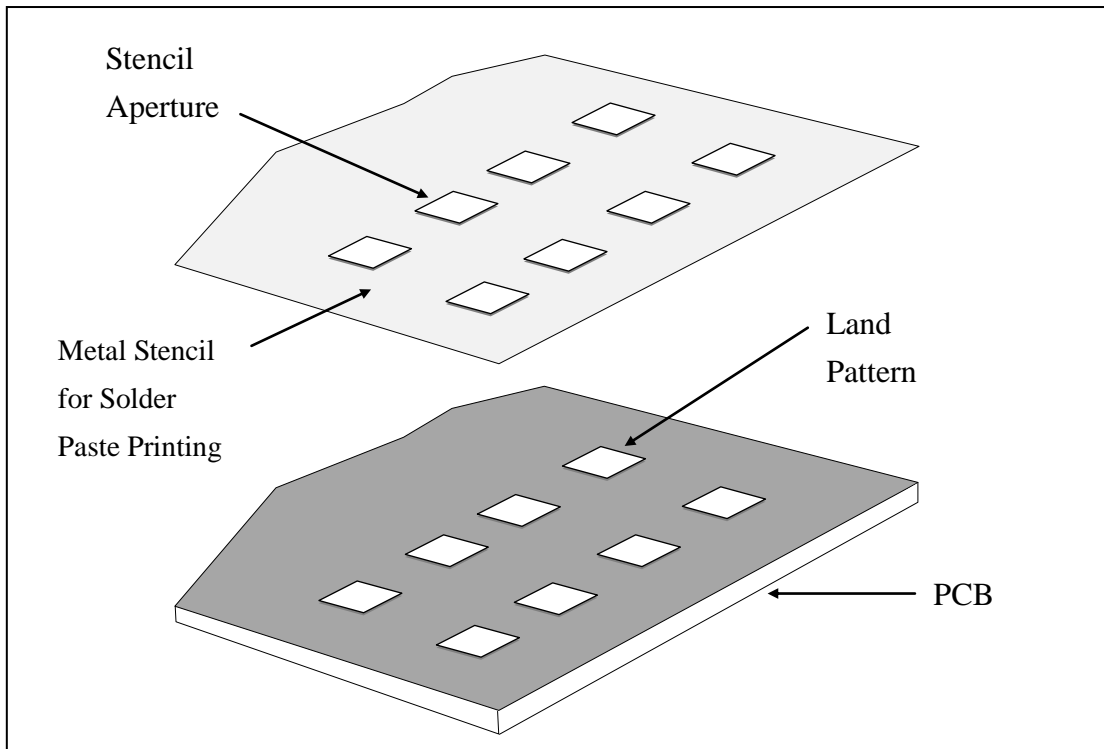 Stencil
Aperture
Metal Stencil
for Solder
Paste Printing
Land
Pattern
PCB